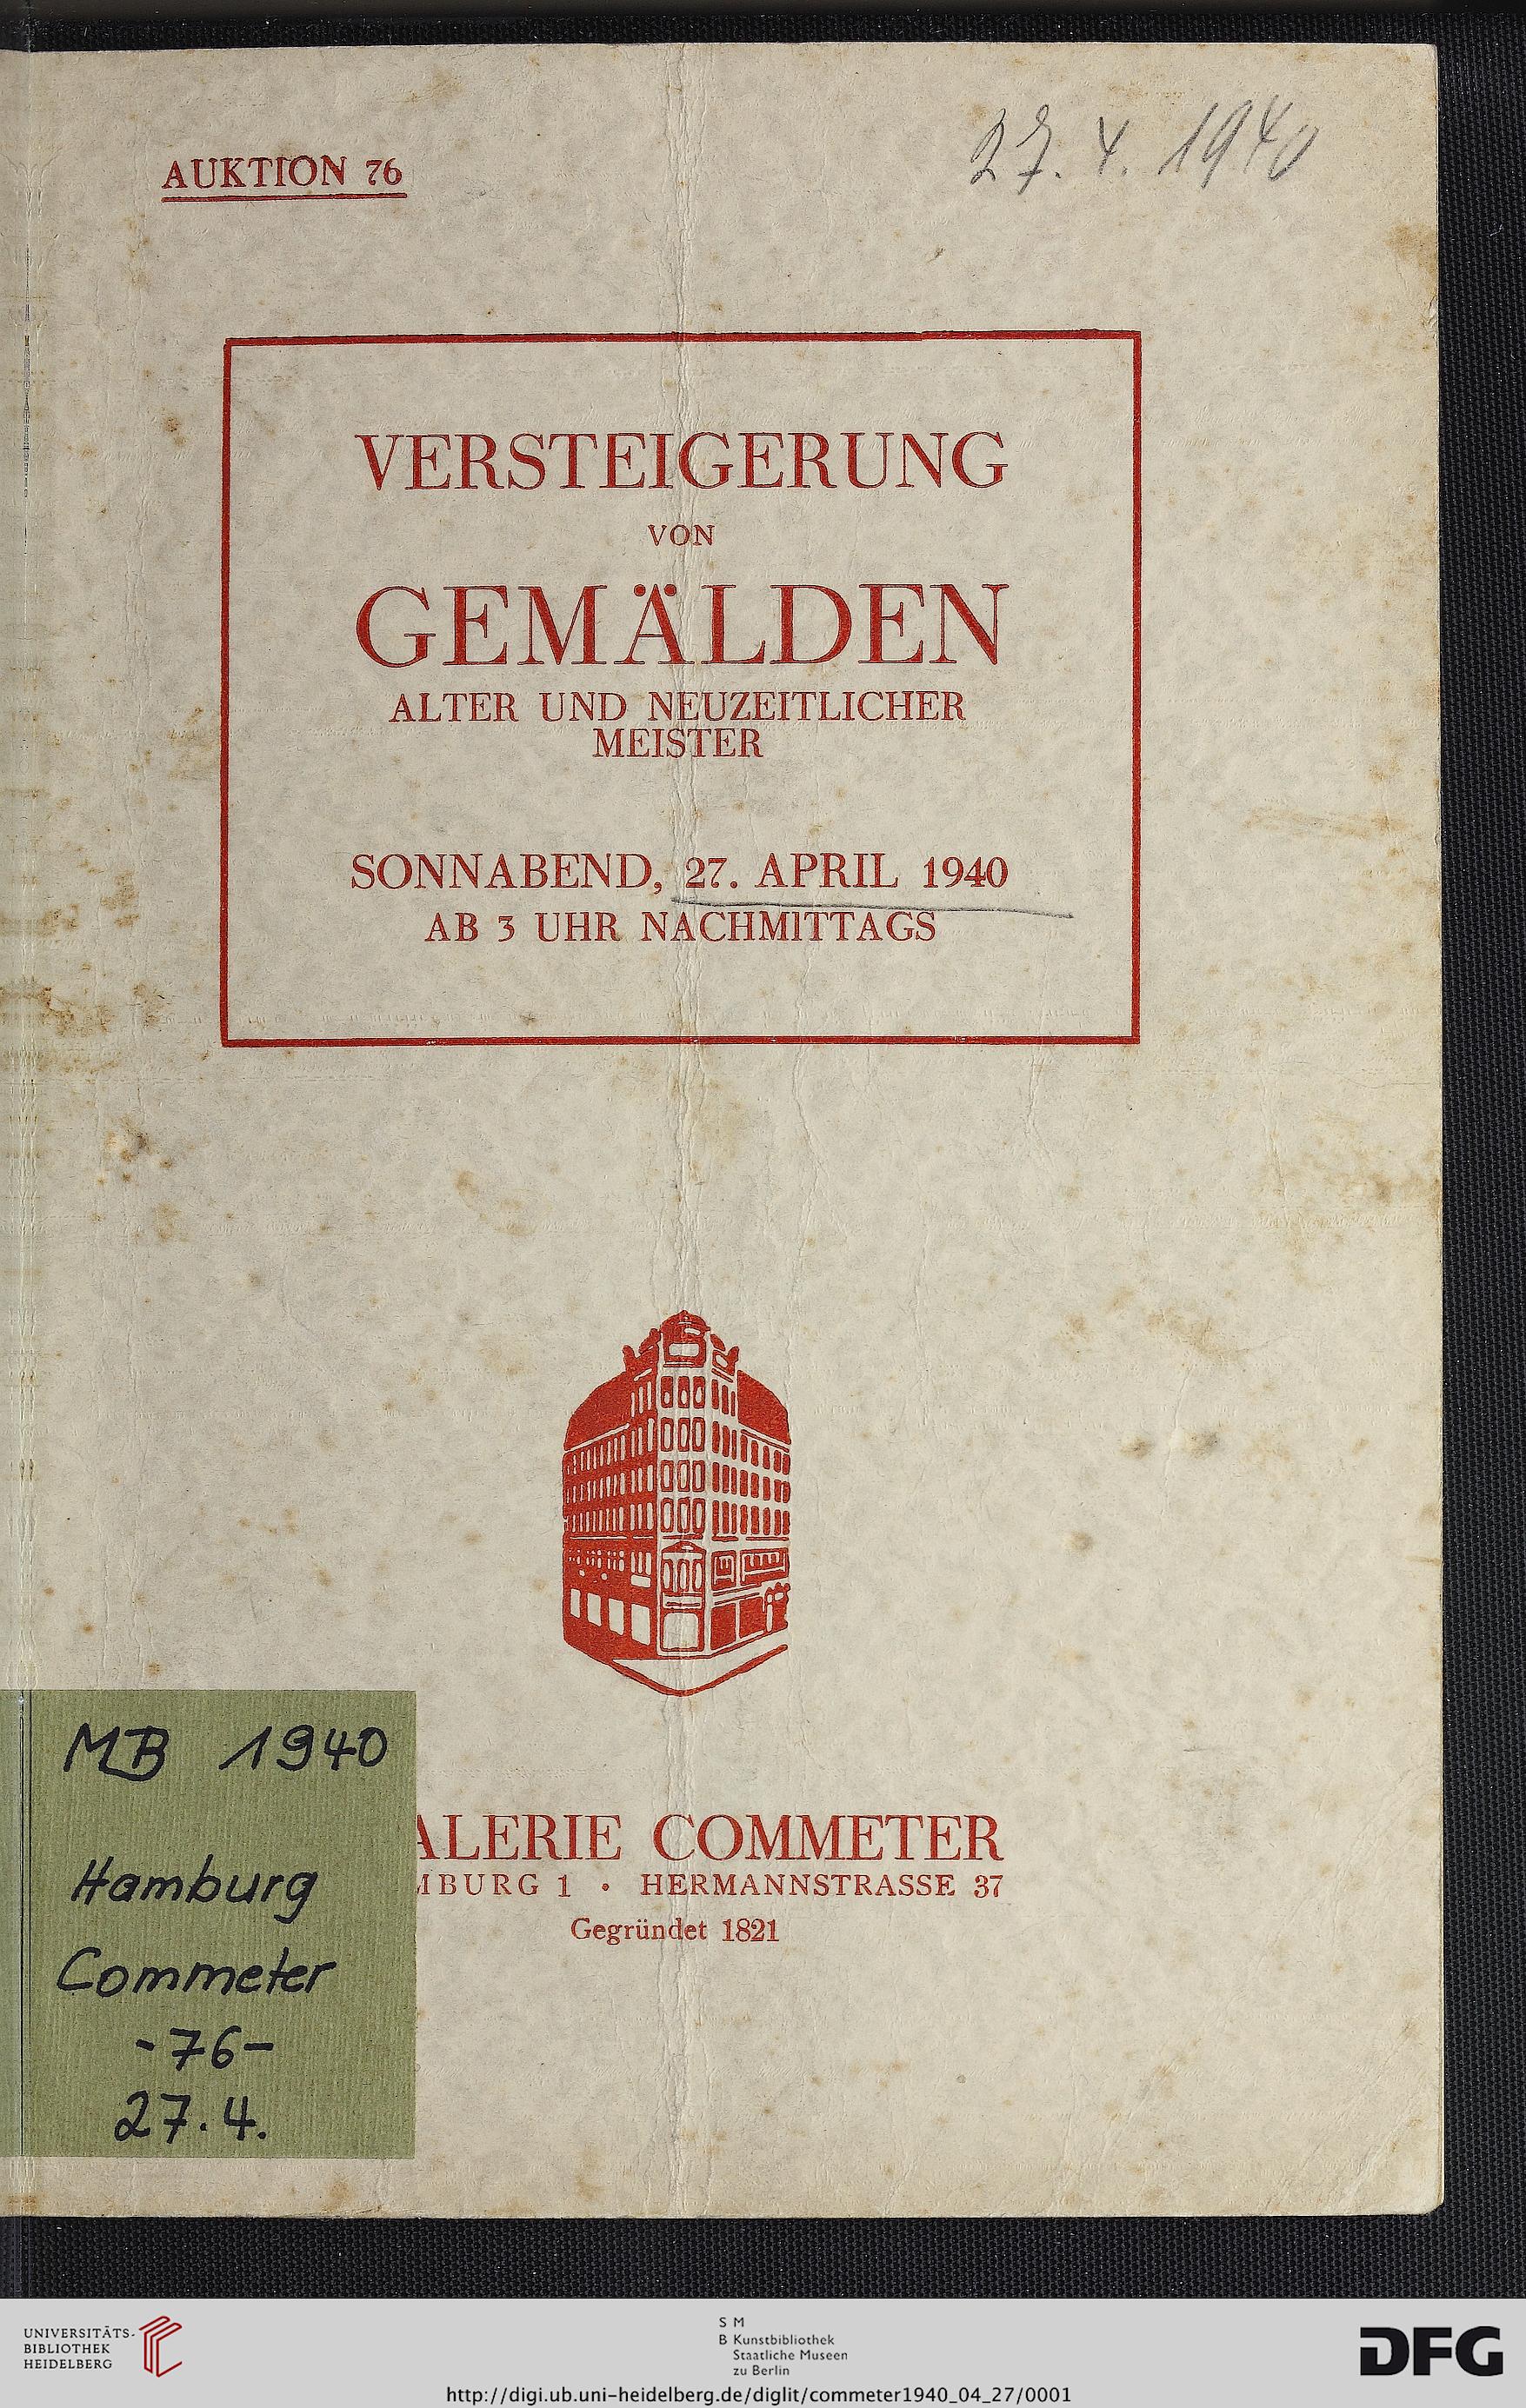 AUKTION 76
27. 4. 1940
VERSTEIGERUNG
VON
GEMÄLDEN
ALTER UND NEUZEITLICHER
MEISTER
SONNABEND, 27. APRIL 1940
AB 3 UHR NACHMITTAGS
MB 1940
Hamburg
Commeter
-76-
27.4.
ALERIE COMMETER
MBURG 1 • HERMANNSTRASSE 37
Gegründet 1821
UNIVERSITÄTS-
BIBLIOTHEK
HEIDELBERG
S M
B Kunstbibliothek
Staatliche Museen
zu Berlin
DFG
http://digi.ub.uni-heidelberg.de/diglit/commeter1940_04_27/0001